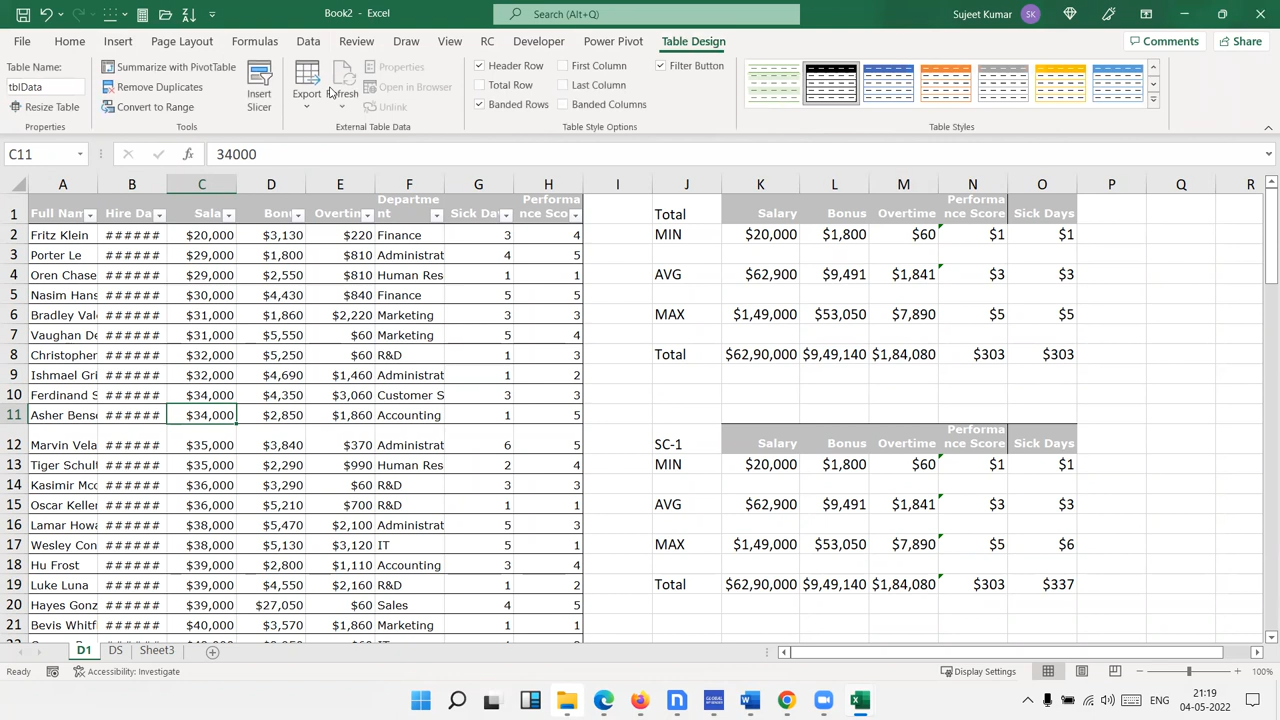 Book2 - Excel
Search (Alt+Q)
Sujeet Kumar SK
File Home Insert Page Layout Formulas Data Review View Draw RC Developer Power Pivot Table Design
Comments Share
Table Name:
tblData
Resize Table
Properties
Summarize with PivotTable
Remove Duplicates
Convert to Range
Tools
Insert Slicer
Export
Refresh
Properties
Open in Browser
Unlink
External Table Data
Header Row First Column Filter Button
Total Row Last Column
Banded Rows Banded Columns
Table Style Options
Table Styles
C11 fx 34000
A B C D E F G H I J K L M N O P Q R
1 Full Nam Hire Da Sala Bonu Overtim Departme nt Sick Day Performa nce Score Total Salary Bonus Overtime Performa nce Score Sick Days
2 Fritz Klein ###### $20,000 $3,130 $220 Finance 3 4 MIN $20,000 $1,800 $60 $1 $1
3 Porter Le ###### $29,000 $1,800 $810 Administrat 4 5
4 Oren Chase ###### $29,000 $2,550 $810 Human Res 1 1 AVG $62,900 $9,491 $1,841 $3 $3
5 Nasim Hans ###### $30,000 $4,430 $840 Finance 5 5
6 Bradley Val ###### $31,000 $1,860 $2,220 Marketing 3 3 MAX $1,49,000 $53,050 $7,890 $5 $5
7 Vaughan De ###### $31,000 $5,550 $60 Marketing 5 4
8 Christopher ###### $32,000 $5,250 $60 R&D 1 3 Total $62,90,000 $9,49,140 $1,84,080 $303 $303
9 Ishmael Gri ###### $32,000 $4,690 $1,460 Administrat 1 2
10 Ferdinand S ###### $34,000 $4,350 $3,060 Customer S 3 3
11 Asher Bens ###### $34,000 $2,850 $1,860 Accounting 1 5
12 Marvin Vela ###### $35,000 $3,840 $370 Administrat 6 5 SC-1 Salary Bonus Overtime Performa nce Score Sick Days
13 Tiger Schult ###### $35,000 $2,290 $990 Human Res 2 4 MIN $20,000 $1,800 $60 $1 $1
14 Kasimir Mc ###### $36,000 $3,290 $60 R&D 3 3
15 Oscar Keller ###### $36,000 $5,210 $700 R&D 1 1 AVG $62,900 $9,491 $1,841 $3 $3
16 Lamar Howa ###### $38,000 $5,470 $2,100 Administrat 5 3
17 Wesley Con ###### $38,000 $5,130 $3,120 IT 5 1 MAX $1,49,000 $53,050 $7,890 $5 $6
18 Hu Frost ###### $39,000 $2,800 $1,110 Accounting 3 4
19 Luke Luna ###### $39,000 $4,550 $2,160 R&D 1 2 Total $62,90,000 $9,49,140 $1,84,080 $303 $337
20 Hayes Gonz ###### $39,000 $27,050 $60 Sales 4 5
21 Bevis Whitf ###### $40,000 $3,570 $1,860 Marketing 1 1
D1 DS Sheet3
Ready Accessibility: Investigate Display Settings 100%
ENG
21:19
04-05-2022